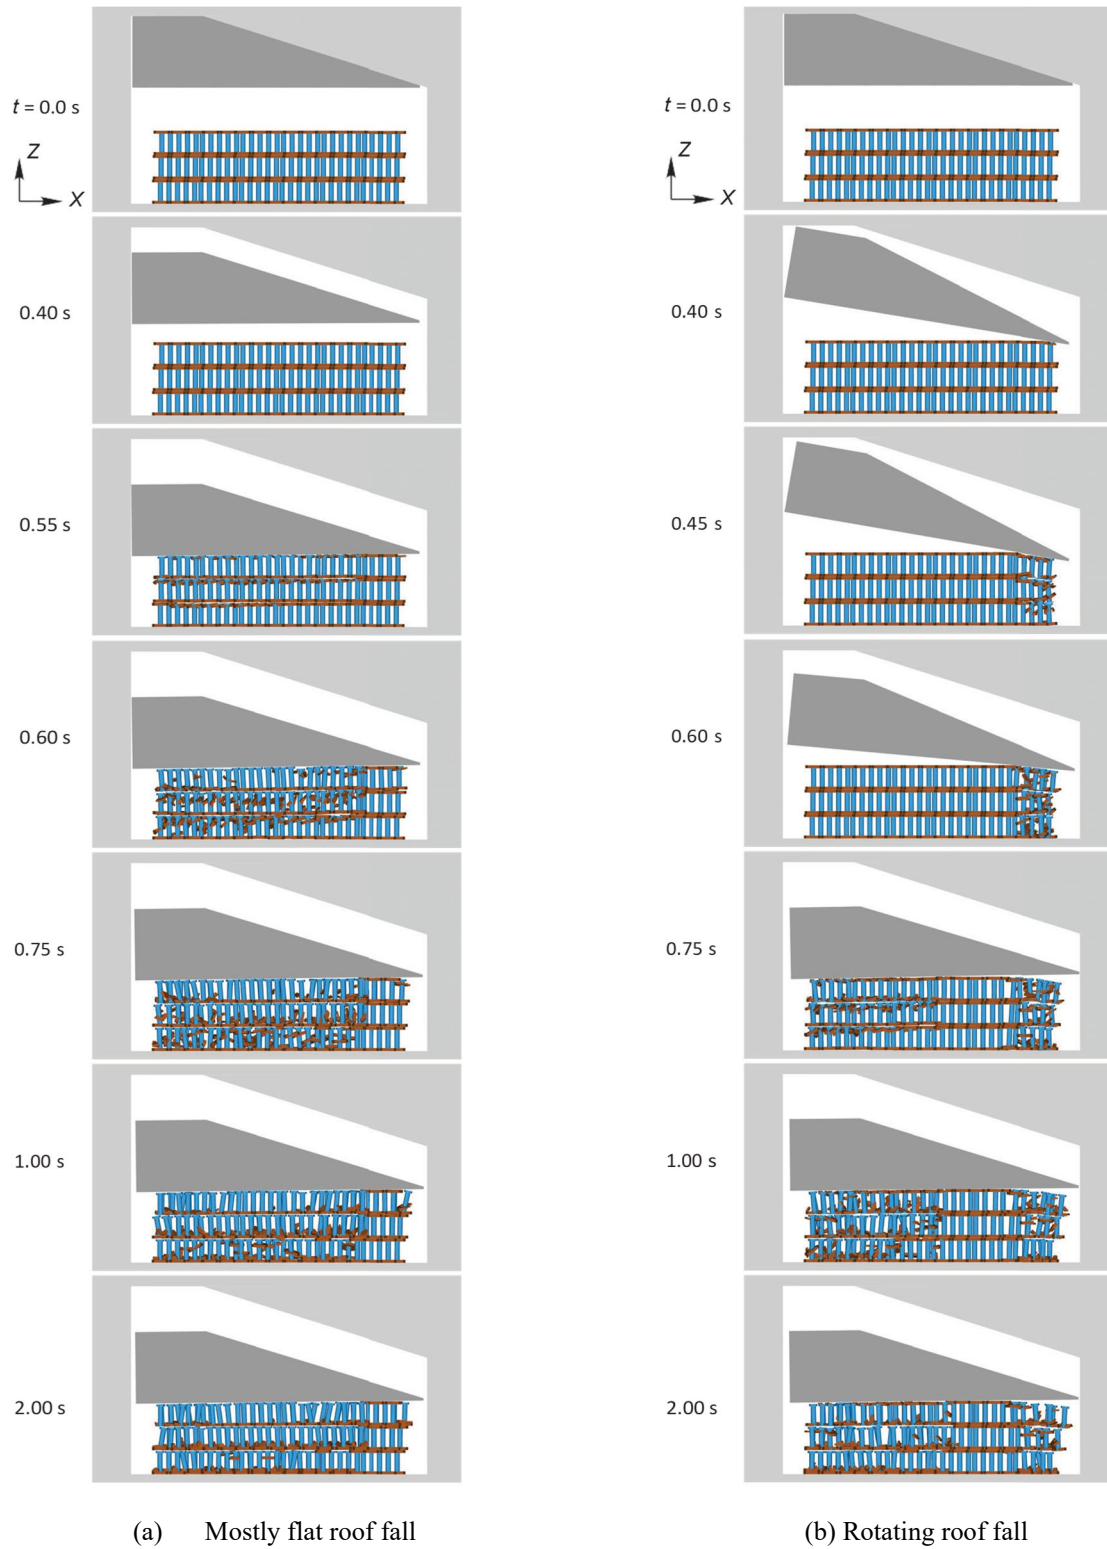 t = 0.0 s
Z
X
0.40 s
0.55 s
0.60 s
0.75 s
1.00 s
2.00 s
(a) Mostly flat roof fall
t = 0.0 s
Z
X
0.40 s
0.45 s
0.60 s
0.75 s
1.00 s
2.00 s
(b) Rotating roof fall